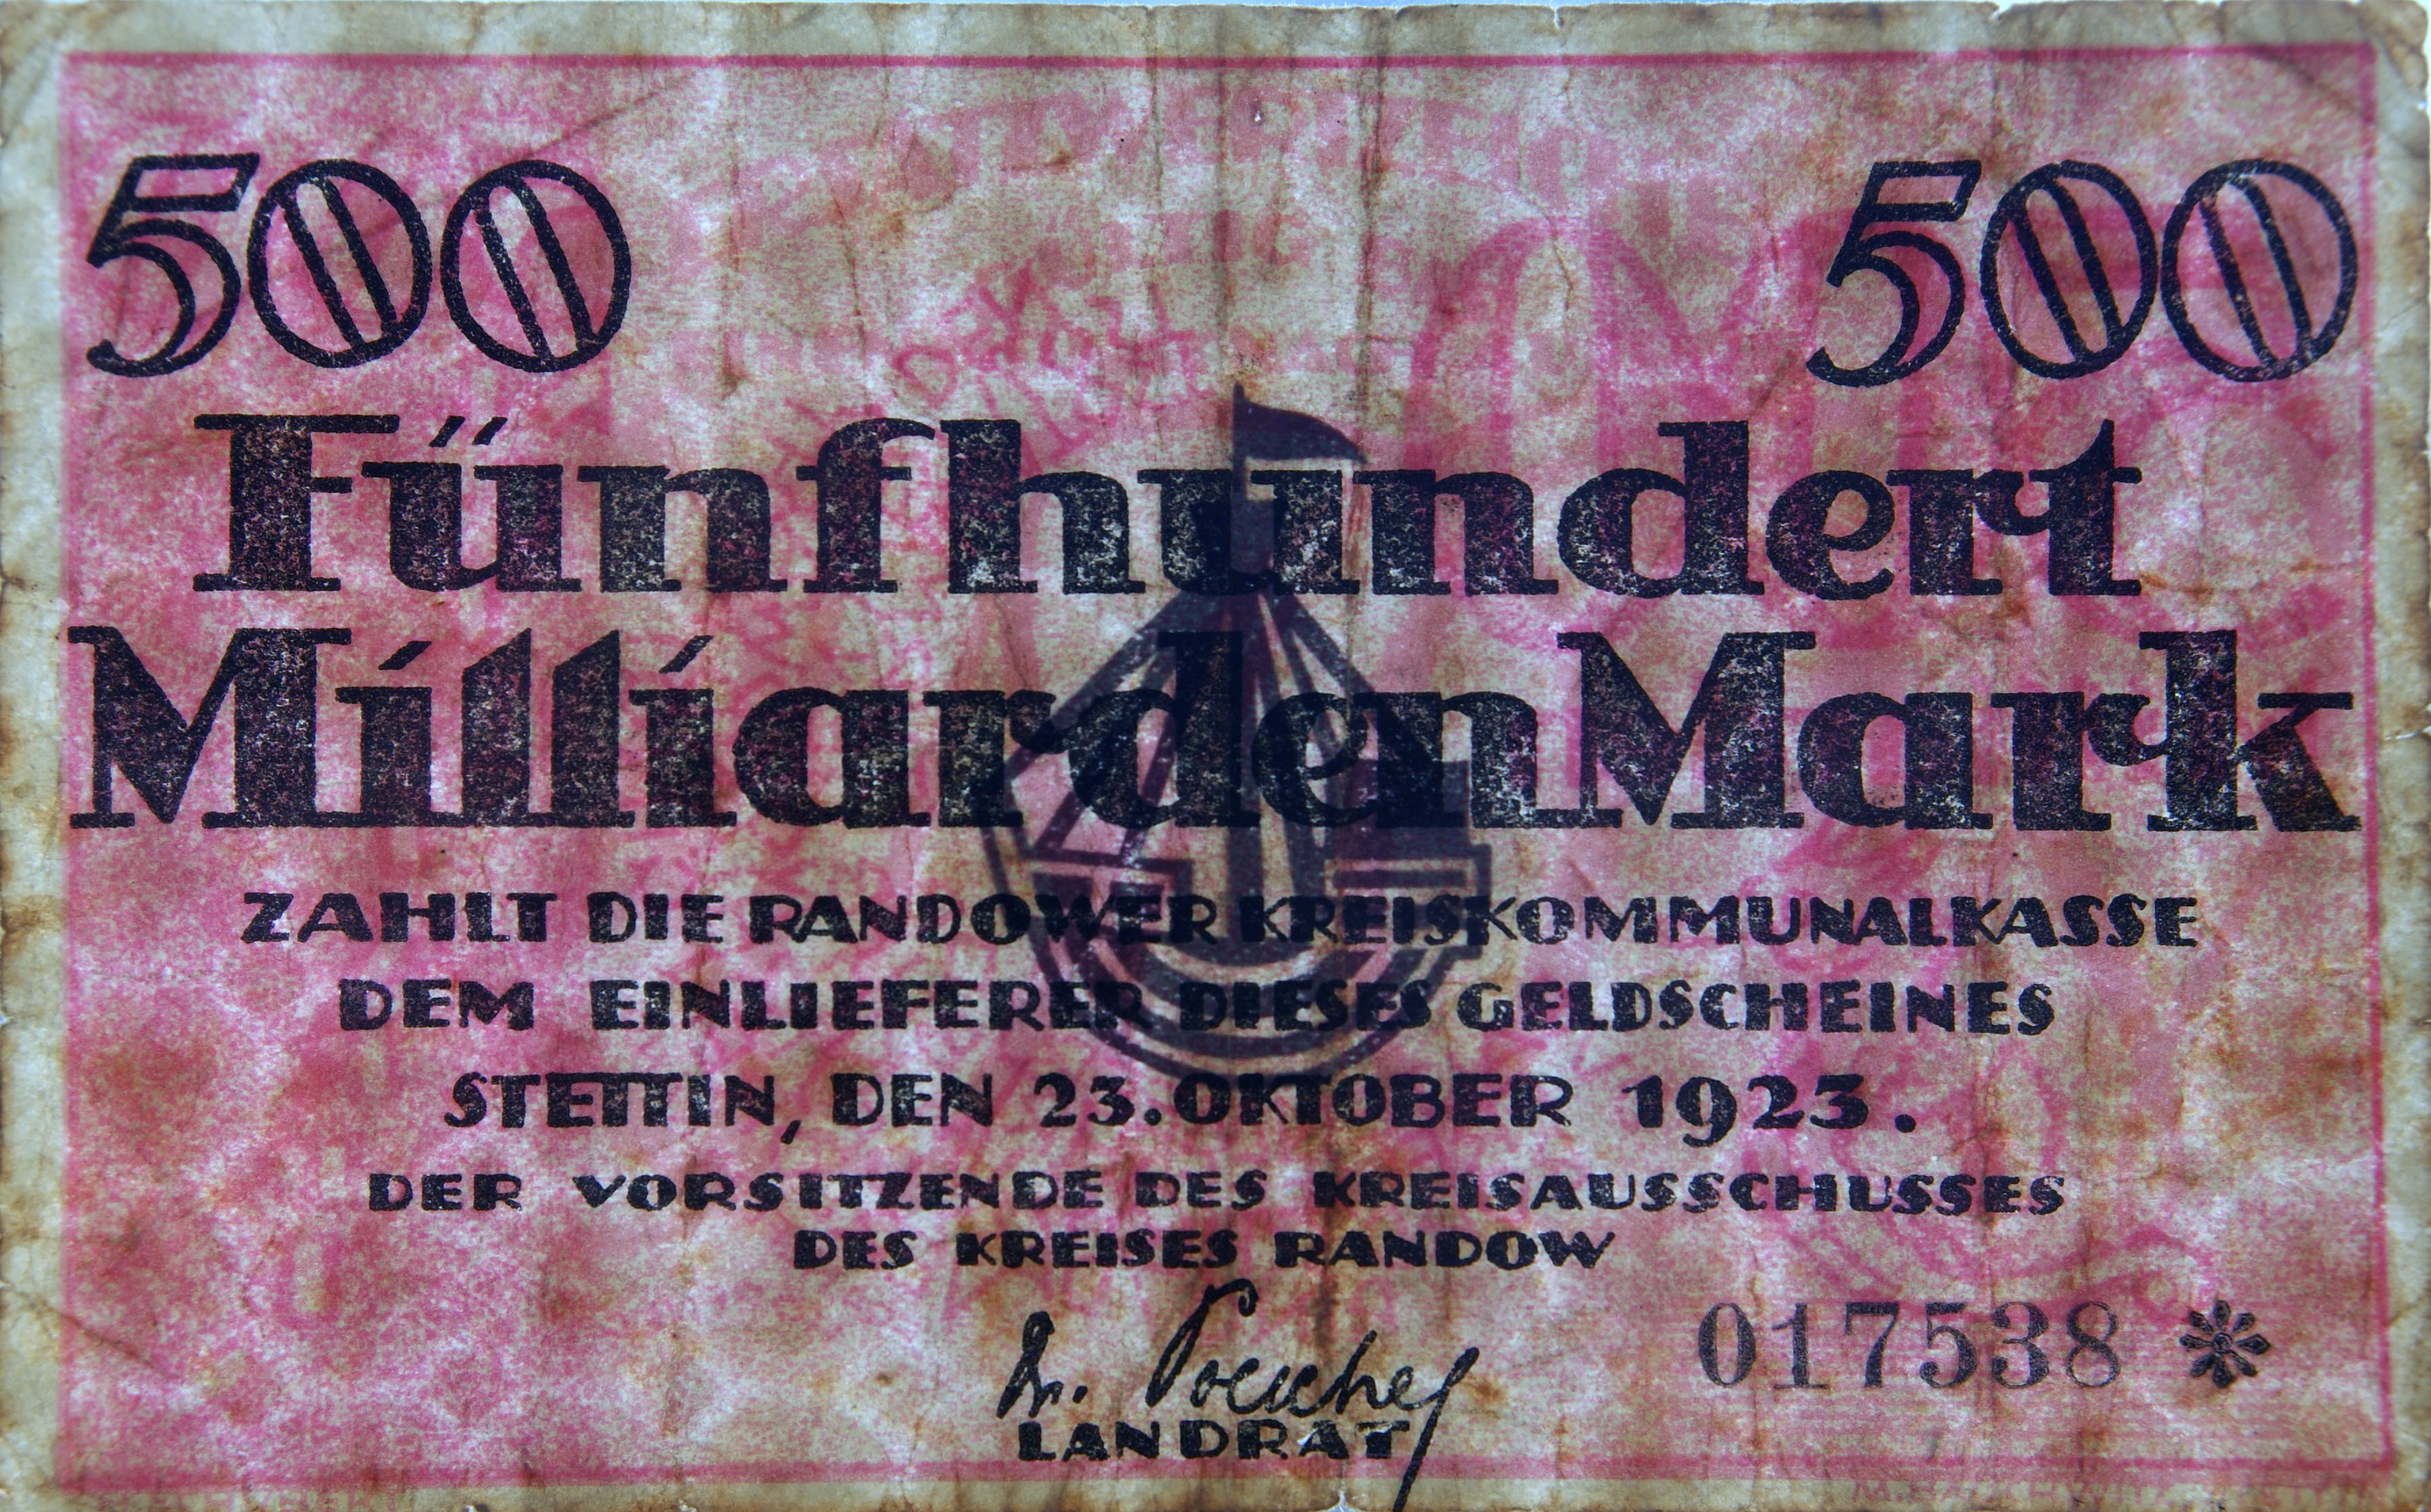 500 500
Fünfhundert
Milliarden Mark
ZAHLT DIE RANDOWER KREISKOMMUNALKASSE
DEM EINLIEFERER DIESES GELDSCHEINES
STETTIN, DEN 23. OKTOBER 1923.
DER VORSITZENDE DES KREISAUSSCHUSSES
DES KREISES RANDOW
Dr.
LANDRAT
017538